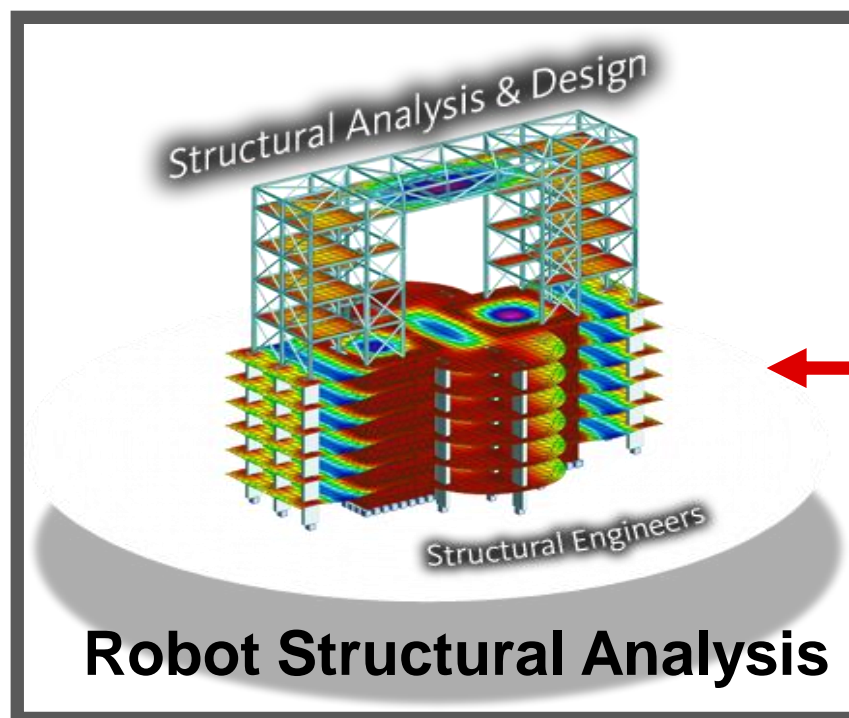 Structural Analysis & Design
Structural Engineers
Robot Structural Analysis